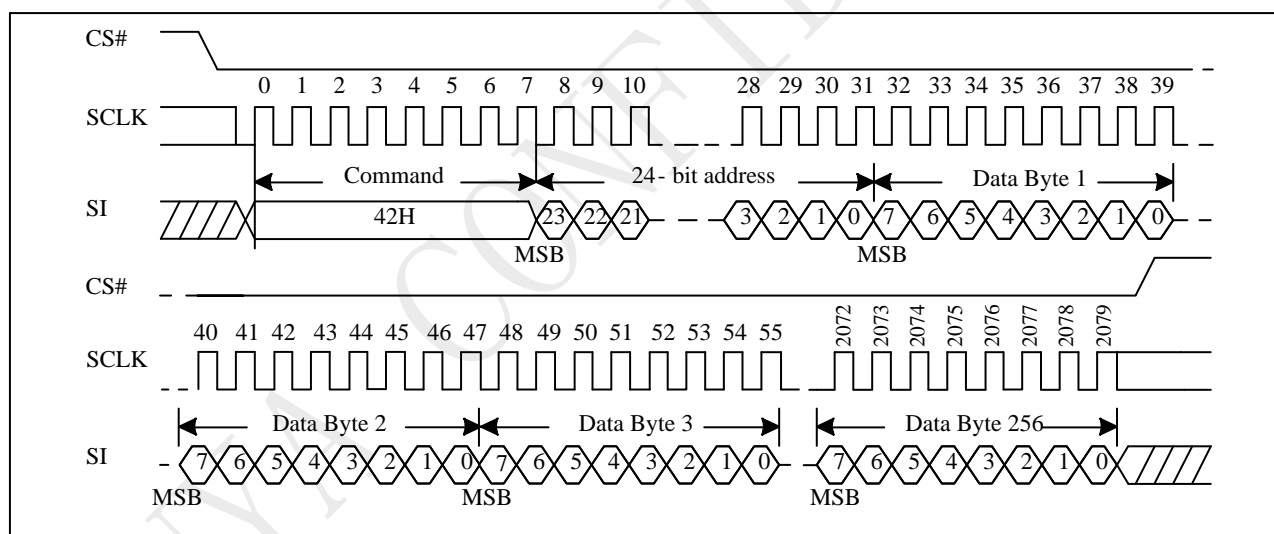 CS#
0 1 2 3 4 5 6 7 8 9 10 28 29 30 31 32 33 34 35 36 37 38 39
SCLK
Command 24- bit address Data Byte 1
SI 42H 23 22 21 3 2 1 0 7 6 5 4 3 2 1 0
MSB MSB
CS#
40 41 42 43 44 45 46 47 48 49 50 51 52 53 54 55 2072 2073 2074 2075 2076 2077 2078 2079
SCLK
Data Byte 2 Data Byte 3 Data Byte 256
SI 7 6 5 4 3 2 1 0 7 6 5 4 3 2 1 0 7 6 5 4 3 2 1 0
MSB MSB MSB